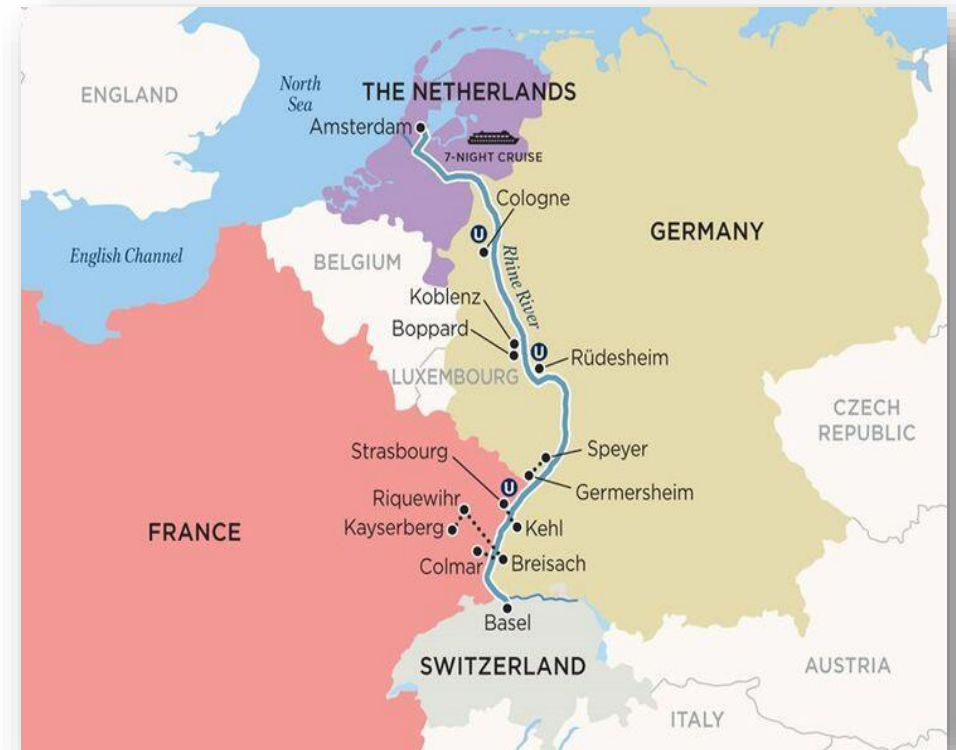 ENGLAND
North
Sea
THE NETHERLANDS
Amsterdam
7-NIGHT CRUISE
Cologne
U
GERMANY
English Channel
BELGIUM
Rhine River
Koblenz
Boppard
U
Rüdesheim
LUXEMBOURG
CZECH
REPUBLIC
Strasbourg
Speyer
U
Germersheim
Riquewihr
Kayserberg
Kehl
FRANCE
Colmar
Breisach
Basel
SWITZERLAND
AUSTRIA
ITALY